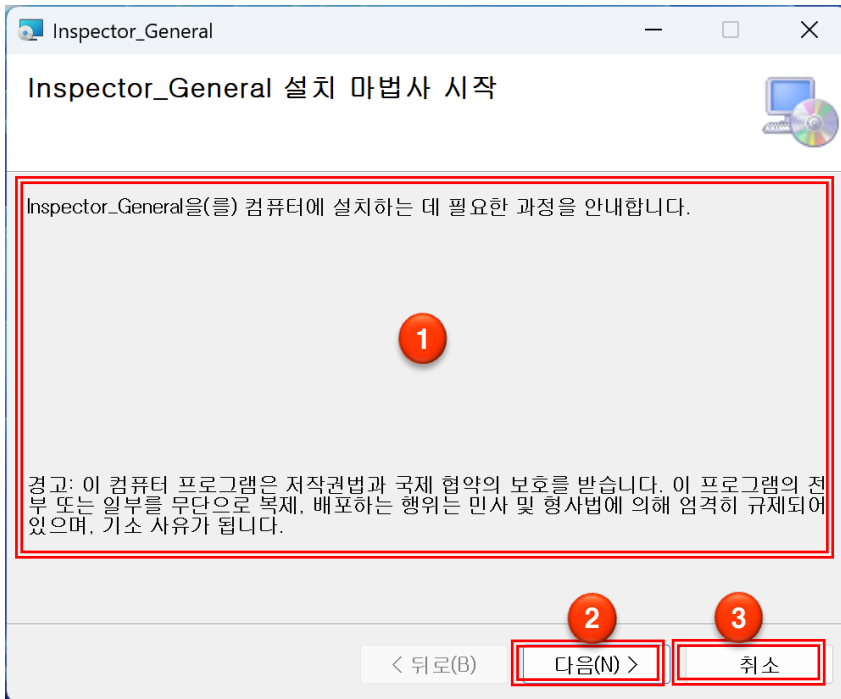 Inspector_General
Inspector_General 설치 마법사 시작
Inspector_General을(를) 컴퓨터에 설치하는 데 필요한 과정을 안내합니다.
1
경고: 이 컴퓨터 프로그램은 저작권법과 국제 협약의 보호를 받습니다. 이 프로그램의 전
부 또는 일부를 무단으로 복제, 배포하는 행위는 민사 및 형사법에 의해 엄격히 규제되어
있으며, 기소 사유가 됩니다.
2 3
< 뒤로(B) 다음(N) > 취소